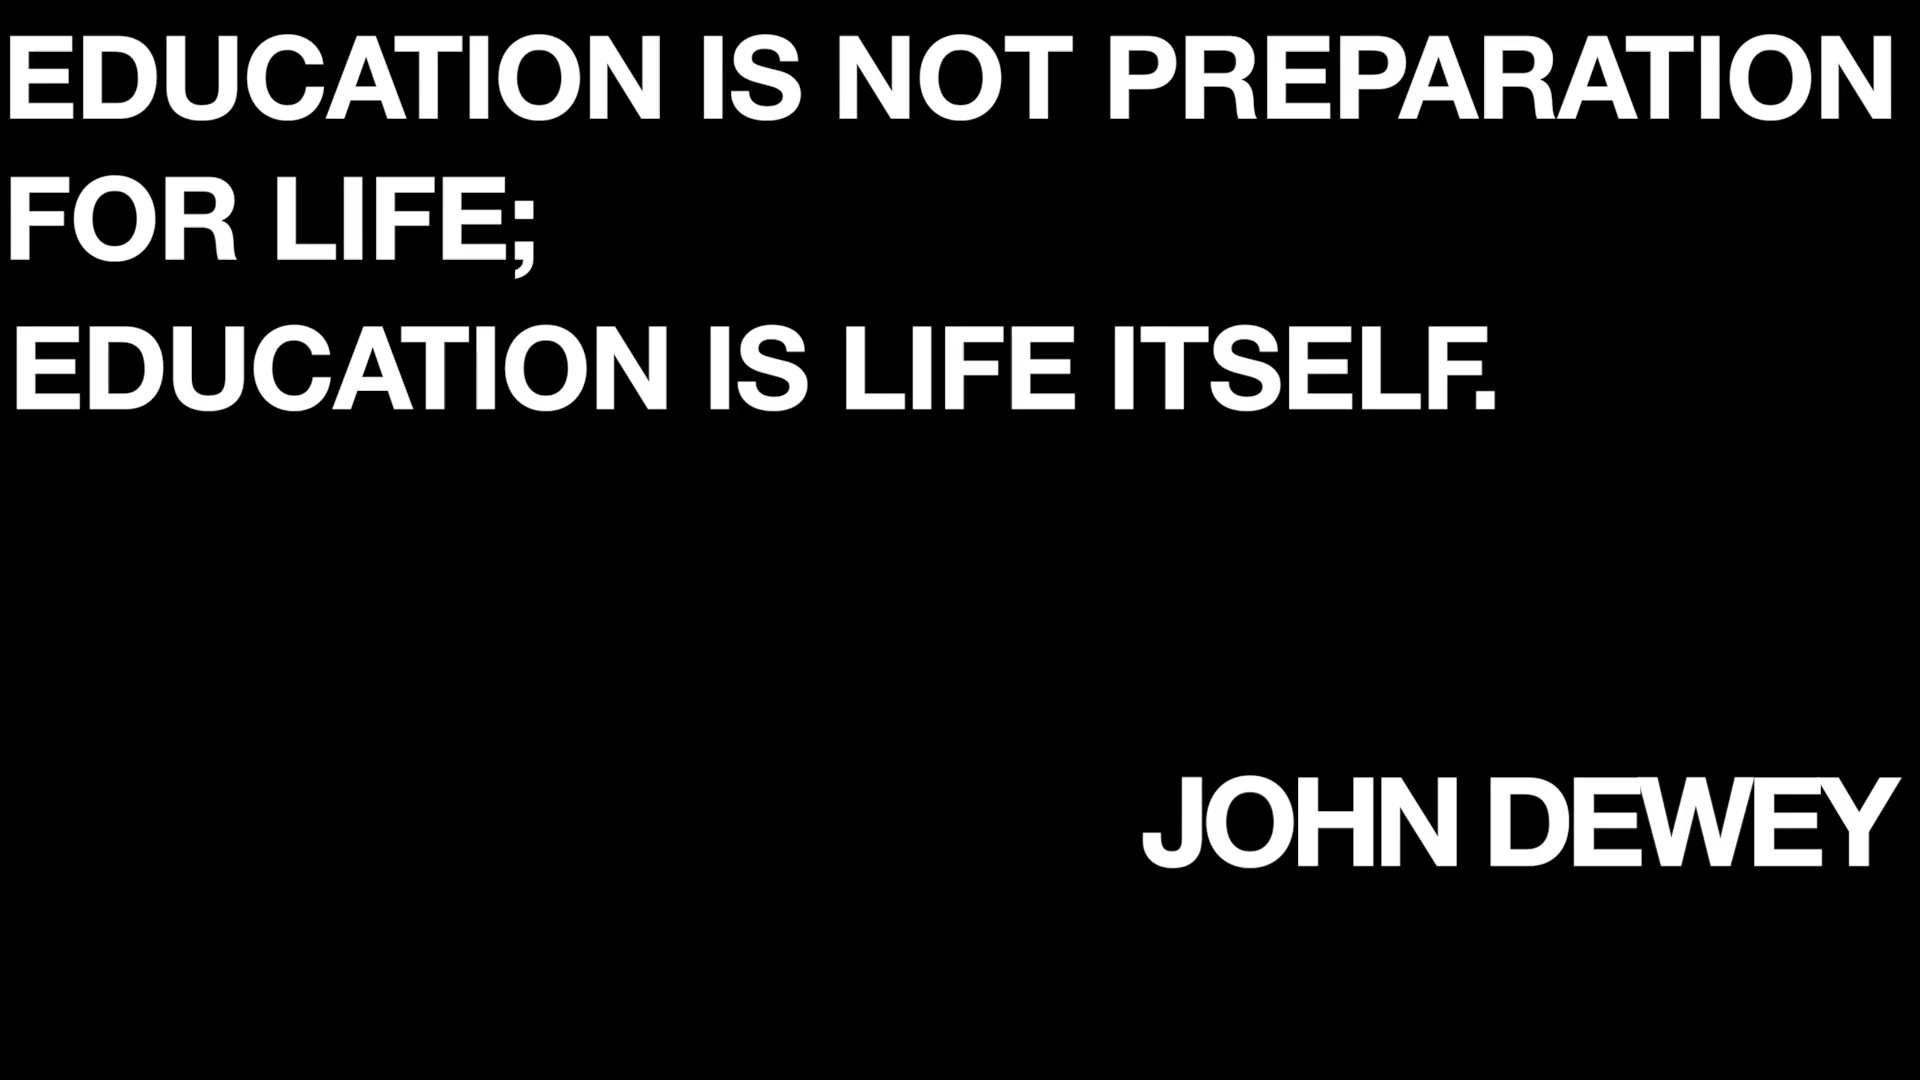 EDUCATION IS NOT PREPARATION
FOR LIFE;
EDUCATION IS LIFE ITSELF.
JOHN DEWEY